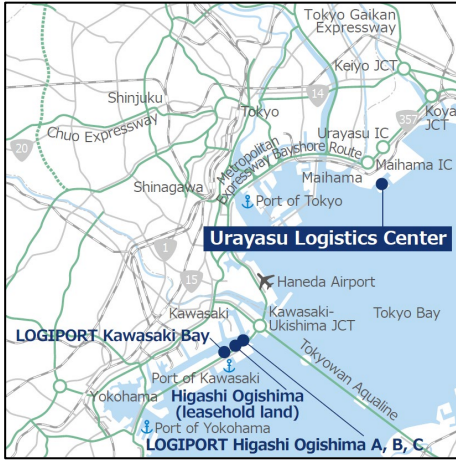 Tokyo Gaikan
Expressway
Keiyo JCT
Shinjuku
14
Tokyo
357
Koya
JCT
Chuo Expressway
20
Urayasu IC
Metropolitan
Expressway Bayshore Route
Maihama IC
Maihama
Shinagawa
Port of Tokyo
Urayasu Logistics Center
1
15
Haneda Airport
Kawasaki
Kawasaki-
Ukishima JCT
Tokyo Bay
LOGIPORT Kawasaki Bay
Tokyowan Aqualine
Port of Kawasaki
Higashi Ogishima
(leasehold land)
Yokohama
Port of Yokohama
LOGIPORT Higashi Ogishima A, B, C